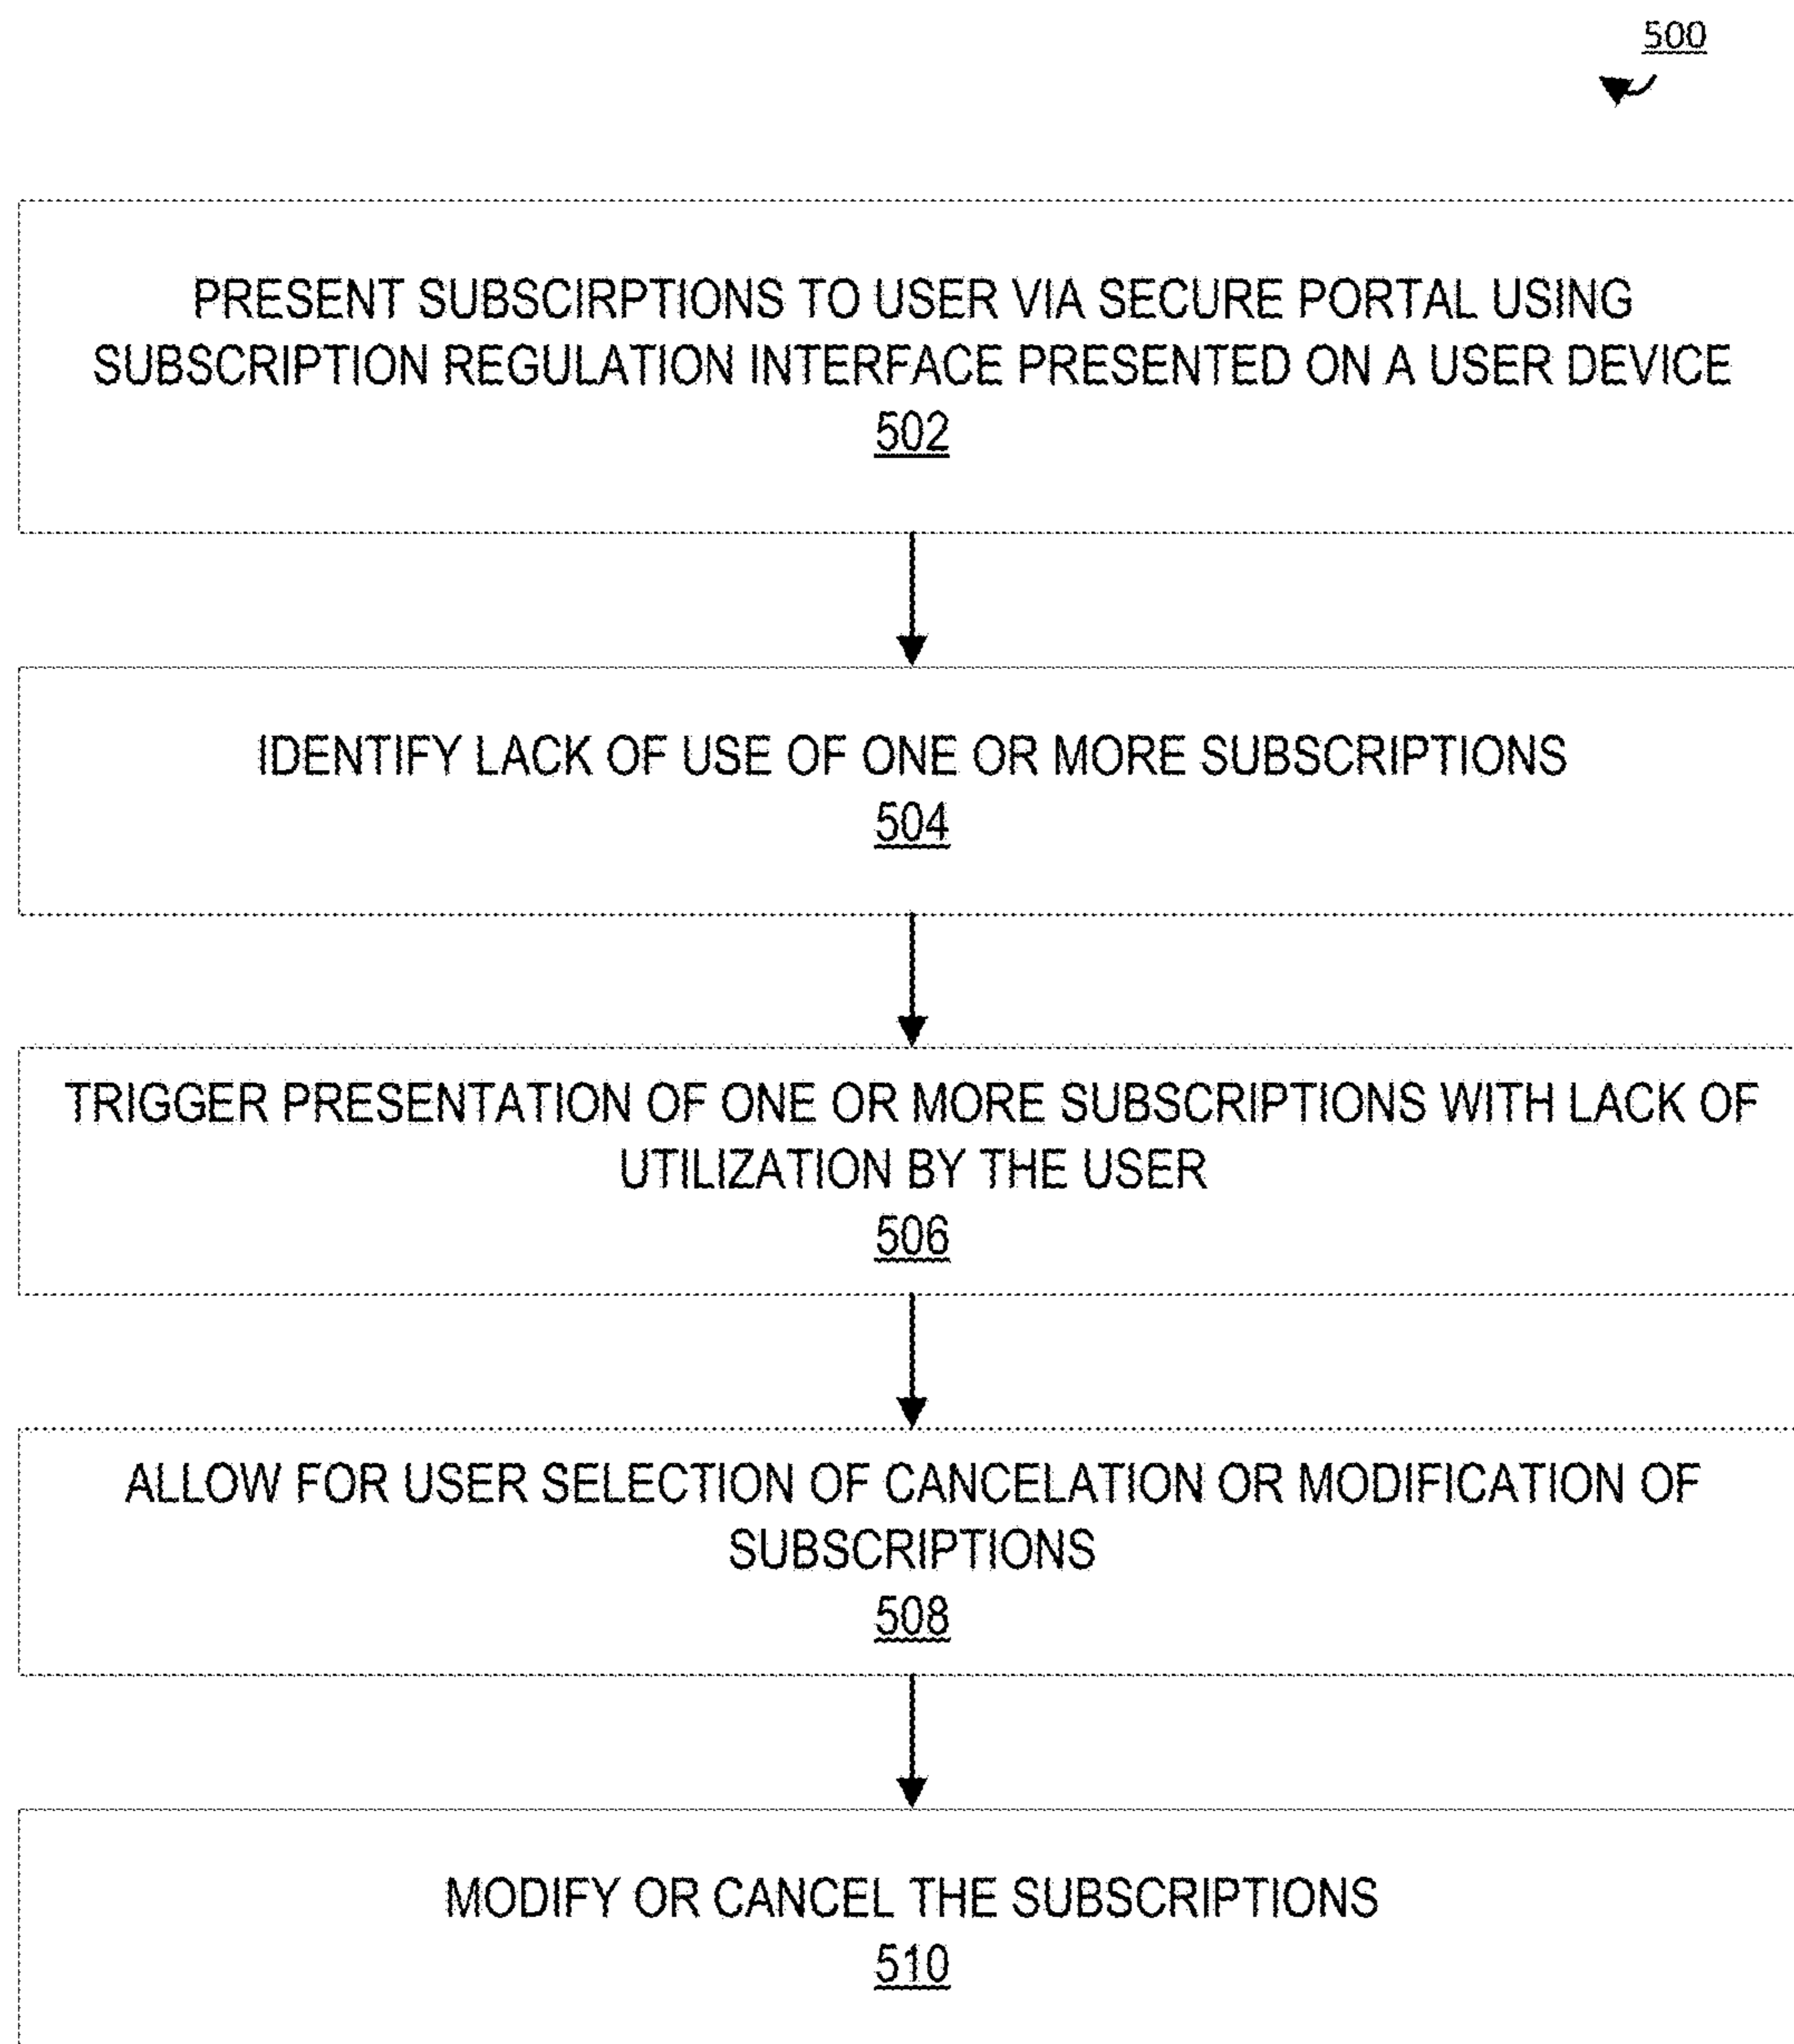 500
PRESENT SUBSCIRPTIONS TO USER VIA SECURE PORTAL USING
SUBSCRIPTION REGULATION INTERFACE PRESENTED ON A USER DEVICE
502
IDENTIFY LACK OF USE OF ONE OR MORE SUBSCRIPTIONS
504
TRIGGER PRESENTATION OF ONE OR MORE SUBSCRIPTIONS WITH LACK OF
UTILIZATION BY THE USER
506
ALLOW FOR USER SELECTION OF CANCELATION OR MODIFICATION OF
SUBSCRIPTIONS
508
MODIFY OR CANCEL THE SUBSCRIPTIONS
510